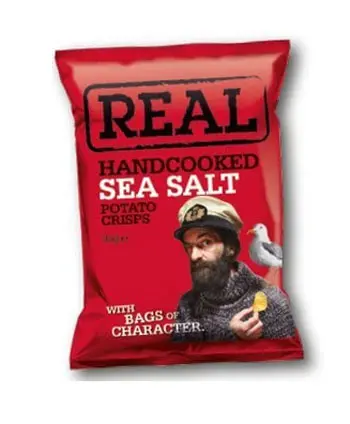 REAL
HANDCOOKED
SEA SALT
POTATO
CRISPS
WITH
BAGS OF
CHARACTER.